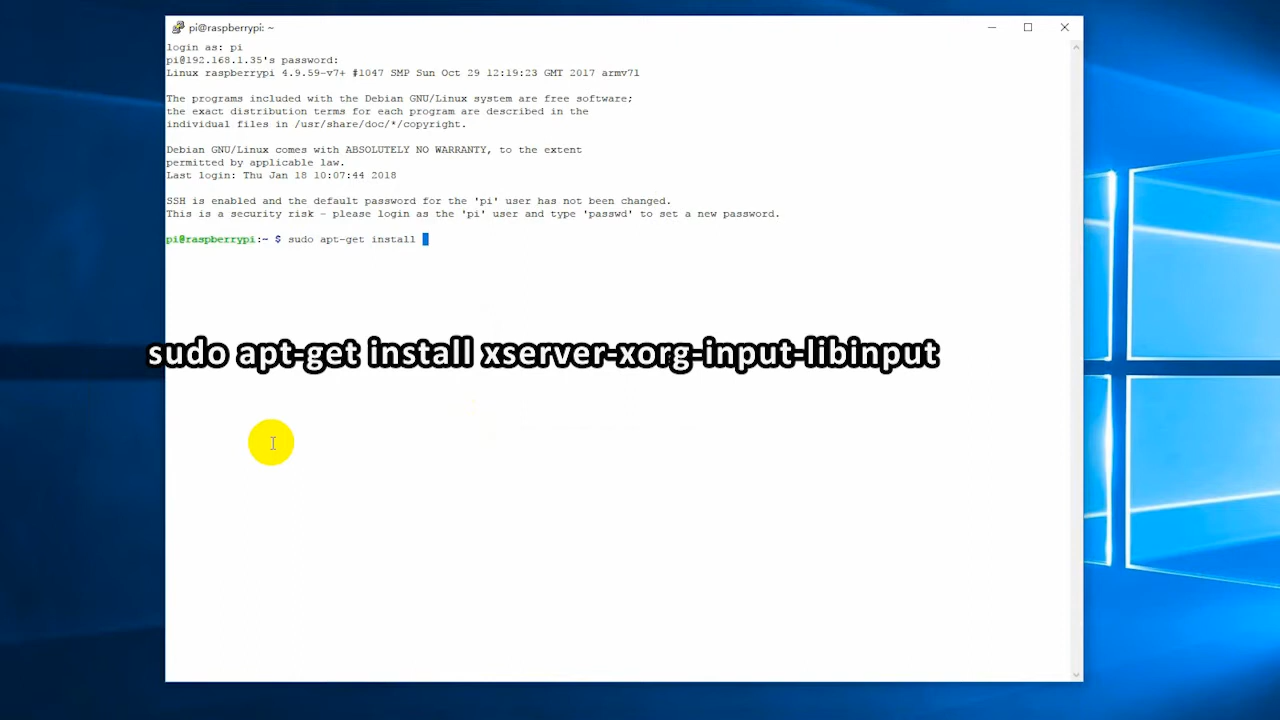 pi@raspberrypi: ~
login as: pi
pi@192.168.1.35's password:
Linux raspberrypi 4.9.59-v7+ #1047 SMP Sun Oct 29 12:19:23 GMT 2017 armv7l
The programs included with the Debian GNU/Linux system are free software;
the exact distribution terms for each program are described in the
individual files in /usr/share/doc/*/copyright.
Debian GNU/Linux comes with ABSOLUTELY NO WARRANTY, to the extent
permitted by applicable law.
Last login: Thu Jan 18 10:07:44 2018
SSH is enabled and the default password for the 'pi' user has not been changed.
This is a security risk - please login as the 'pi' user and type 'passwd' to set a new password.
pi@raspberrypi:~ $ sudo apt-get install
sudo apt-get install xserver-xorg-input-libinput